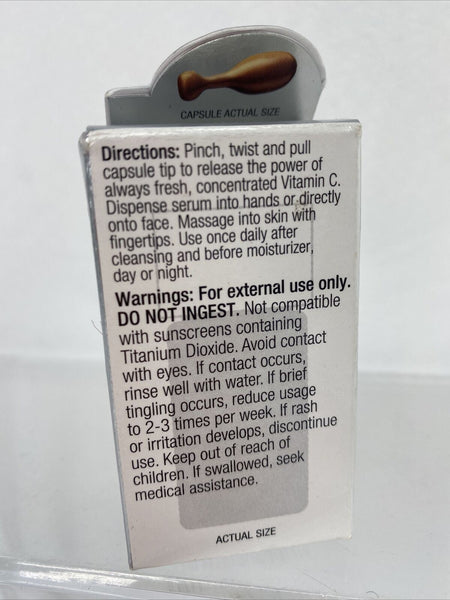 CAPSULE ACTUAL SIZE
Directions: Pinch, twist and pull
capsule tip to release the power of
always fresh, concentrated Vitamin C.
Dispense serum into hands or directly
onto face. Massage into skin with
fingertips. Use once daily after
cleansing and before moisturizer,
day or night.
Warnings: For external use only.
DO NOT INGEST. Not compatible
with sunscreens containing
Titanium Dioxide. Avoid contact
with eyes. If contact occurs,
rinse well with water. If brief
tingling occurs, reduce usage
to 2-3 times per week. If rash
or irritation develops, discontinue
use. Keep out of reach of
children. If swallowed, seek
medical assistance.
ACTUAL SIZE